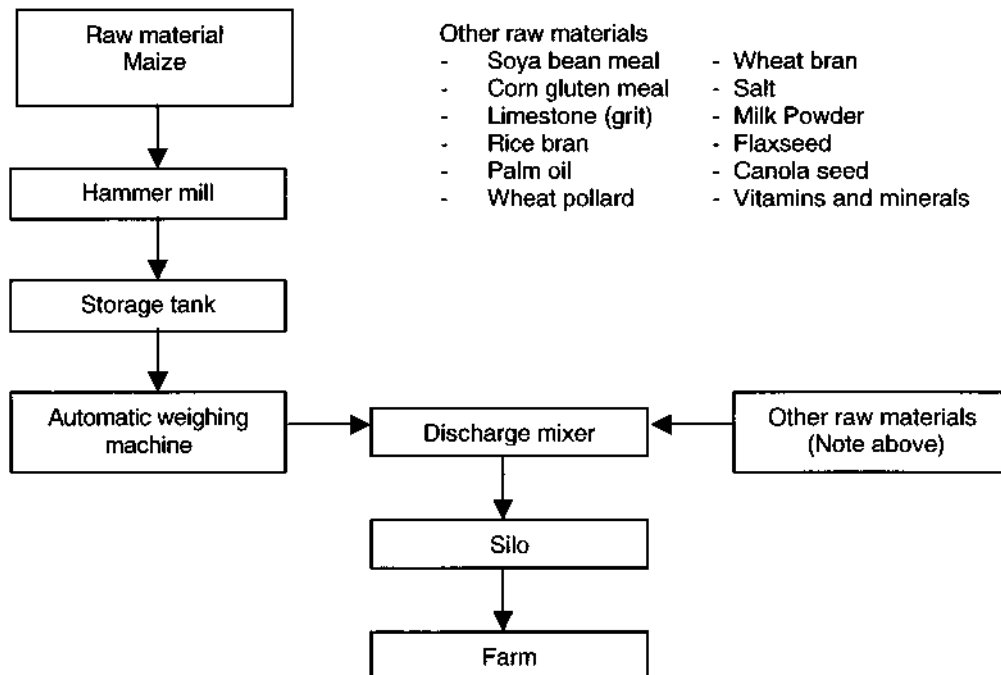 Raw material
Maize
Other raw materials
- Soya bean meal - Wheat bran
- Corn gluten meal - Salt
- Limestone (grit) - Milk Powder
- Rice bran - Flaxseed
- Palm oil - Canola seed
- Wheat pollard - Vitamins and minerals
Hammer mill
Storage tank
Automatic weighing
machine
Discharge mixer
Other raw materials
(Note above)
Silo
Farm